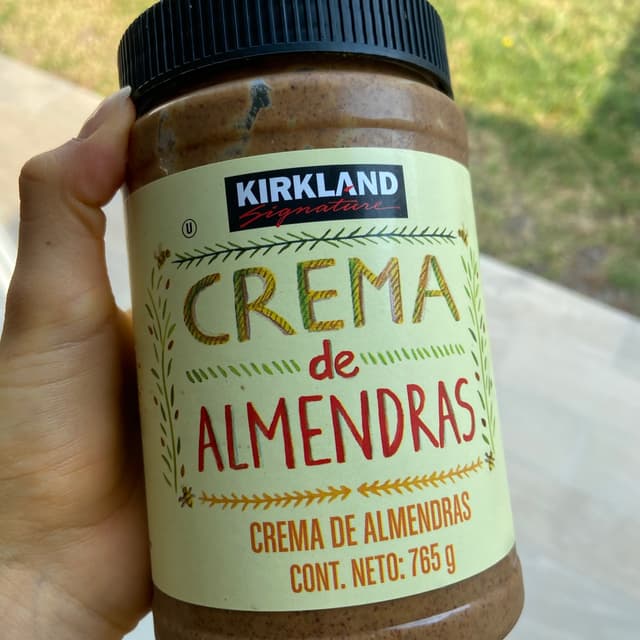 KIRKLAND
Signature
U
CREMA
de
ALMENDRAS
CREMA DE ALMENDRAS
CONT. NETO: 765 g